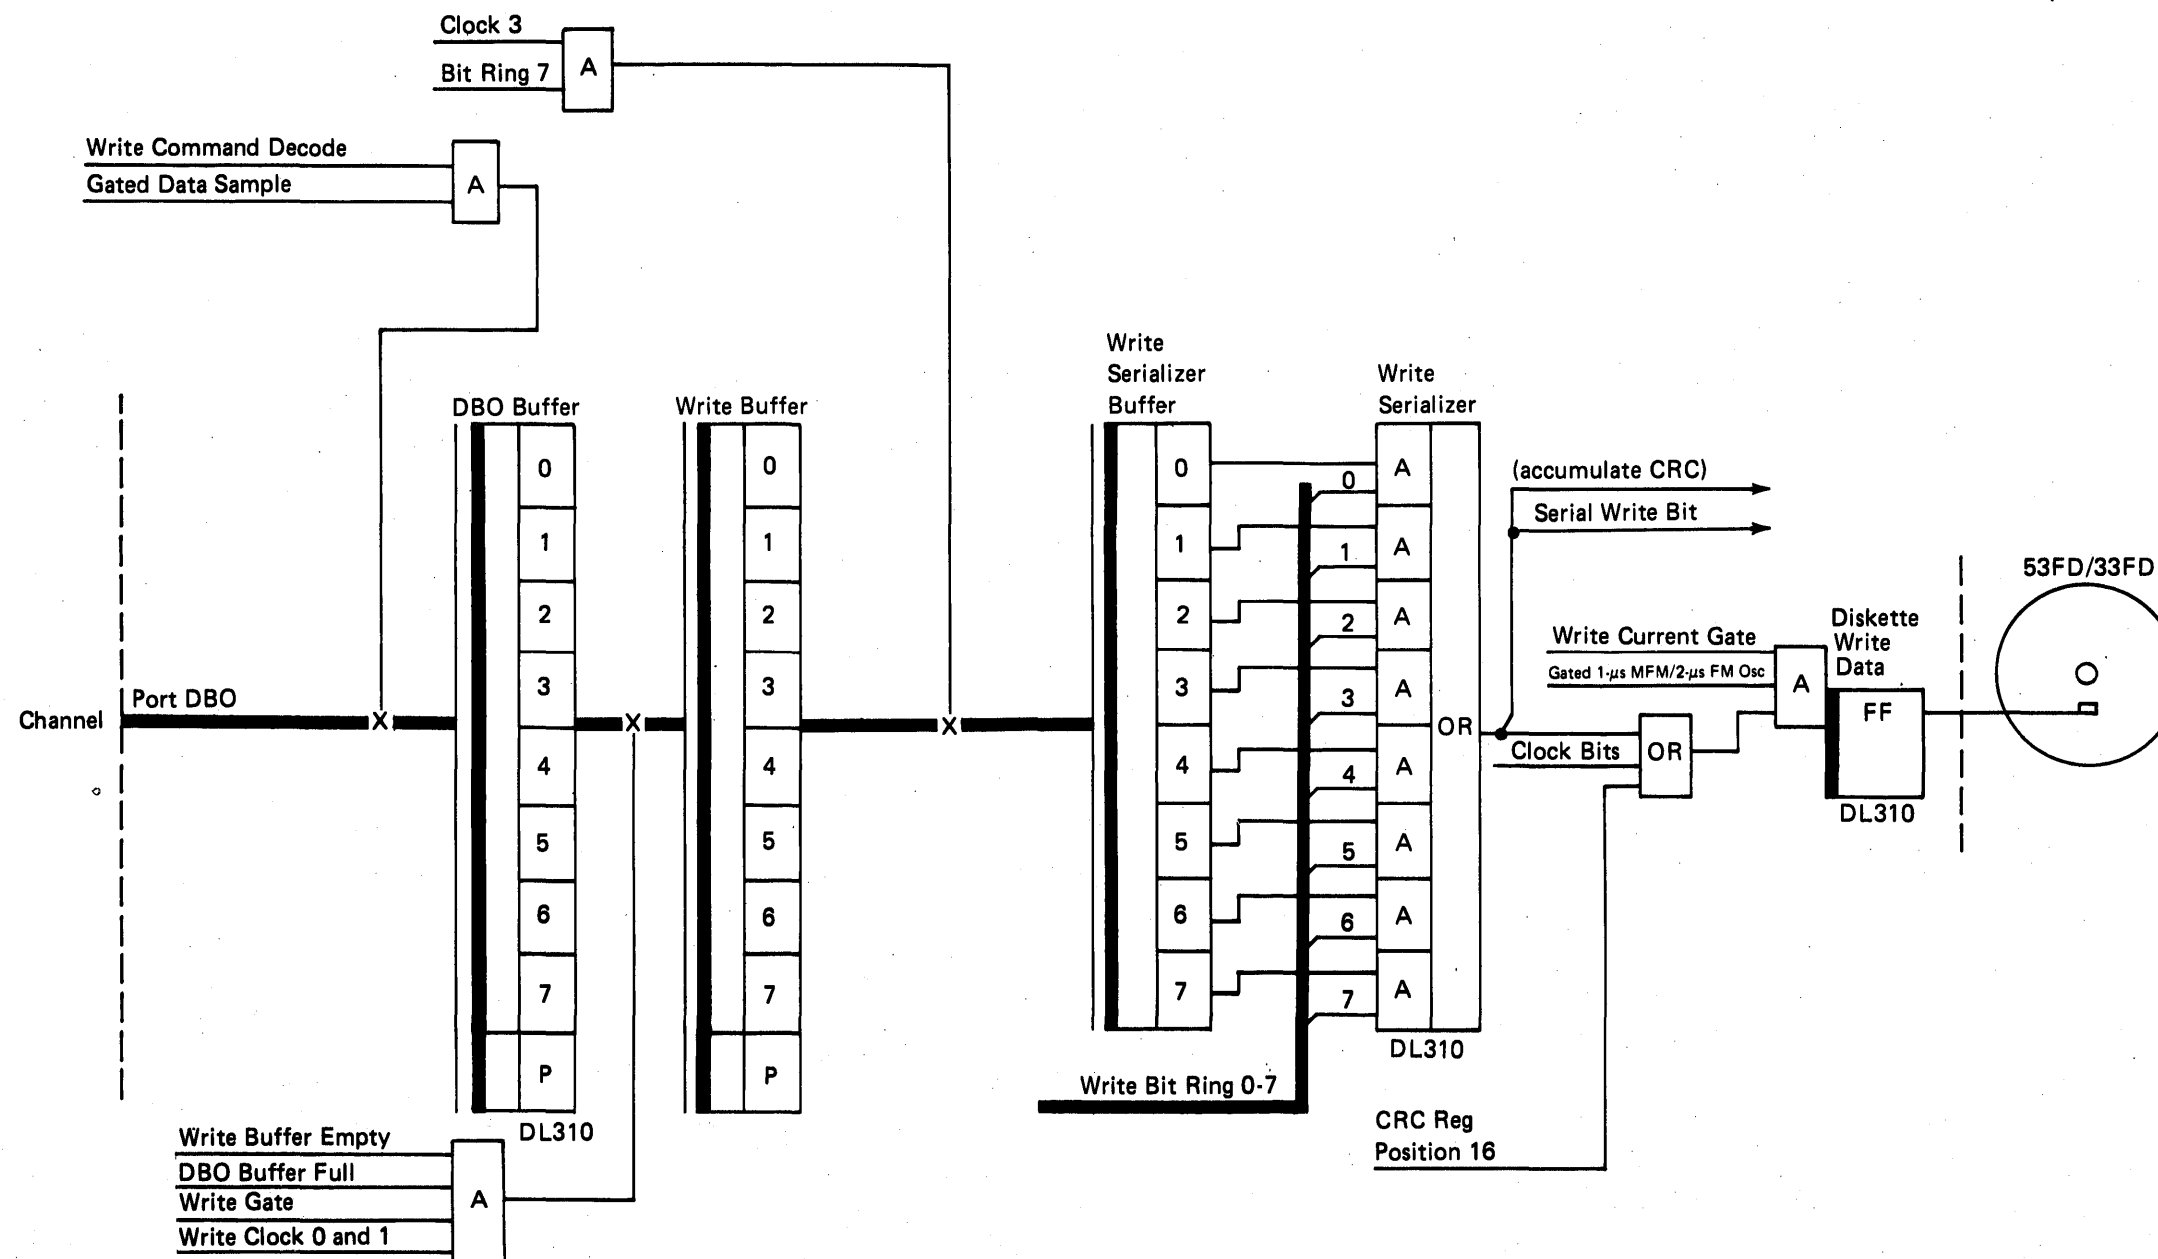 Clock 3
Bit Ring 7
A
Write Command Decode
Gated Data Sample
A
Channel
Port DBO
X
DBO Buffer
0
1
2
3
4
5
6
7
P
DL310
X
Write Buffer
0
1
2
3
4
5
6
7
P
Write Buffer Empty
DBO Buffer Full
Write Gate
Write Clock 0 and 1
A
X
Write
Serializer
Buffer
0
1
2
3
4
5
6
7
0
1
2
3
4
5
6
7
Write Bit Ring 0-7
Write
Serializer
A
A
A
A
A
A
A
A
OR
DL310
(accumulate CRC)
Serial Write Bit
Write Current Gate
Gated 1-μs MFM/2-μs FM Osc
A
Clock Bits
OR
CRC Reg
Position 16
Diskette
Write
Data
FF
DL310
53FD/33FD